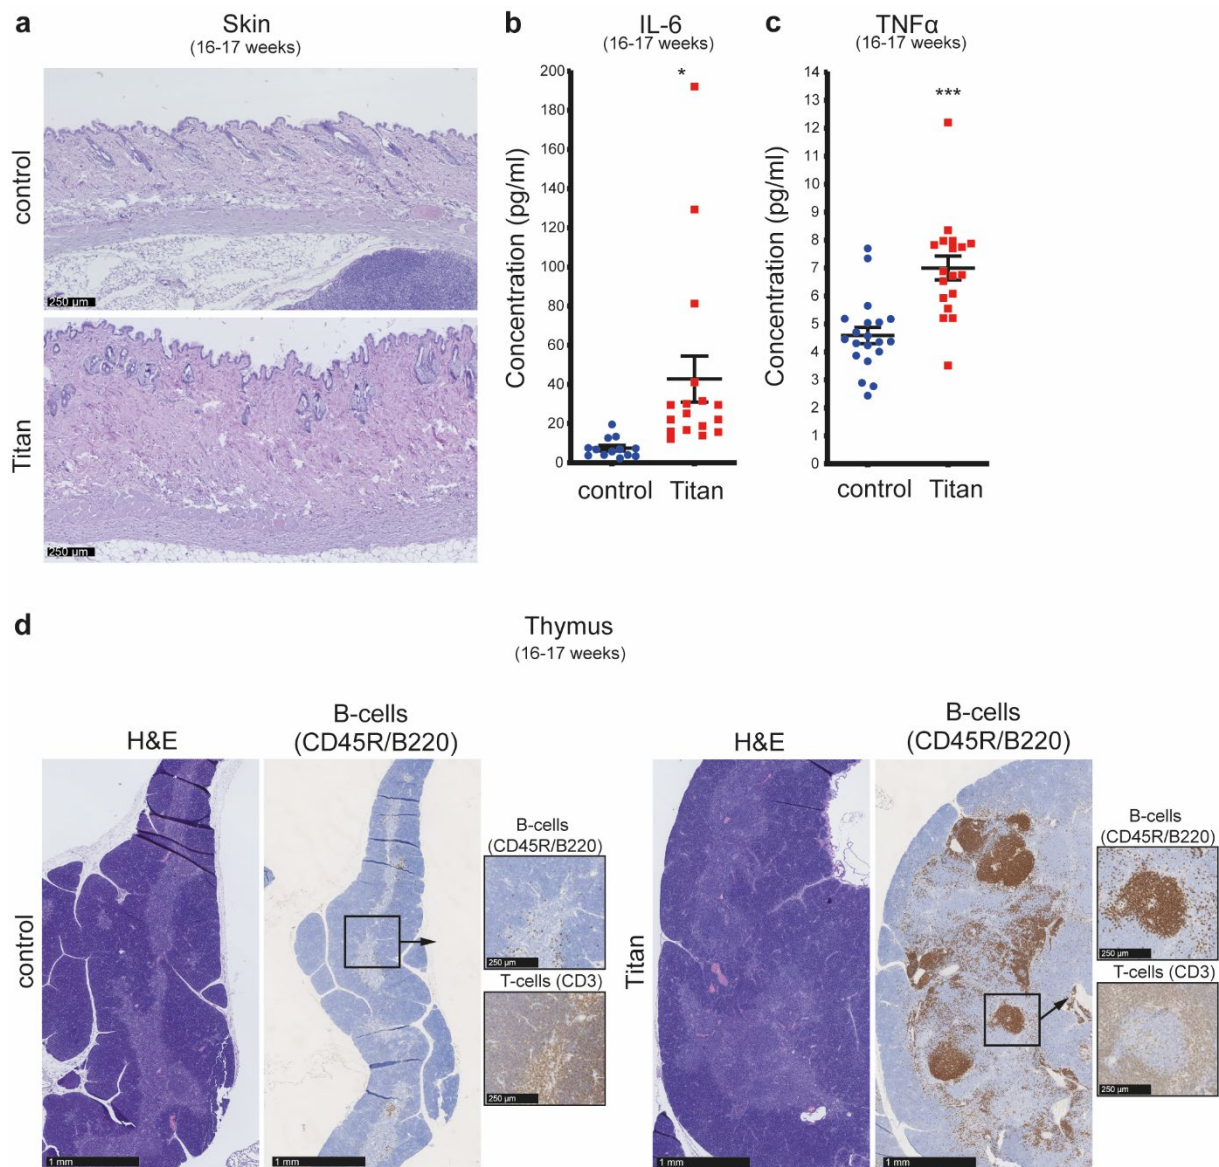 a
Skin
(16-17 weeks)
control
250 µm
Titan
250 µm
b
IL-6
(16-17 weeks)
*
Concentration (pg/ml)
200
180
160
140
120
100
80
60
40
20
0
control Titan
c
TNFα
(16-17 weeks)
***
Concentration (pg/ml)
14
13
12
11
10
9
8
7
6
5
4
3
2
1
0
control Titan
d
Thymus
(16-17 weeks)
control
H&E
1 mm
B-cells
(CD45R/B220)
1 mm
B-cells
(CD45R/B220)
250 µm
T-cells (CD3)
250 µm
Titan
H&E
1 mm
B-cells
(CD45R/B220)
1 mm
B-cells
(CD45R/B220)
250 µm
T-cells (CD3)
250 µm